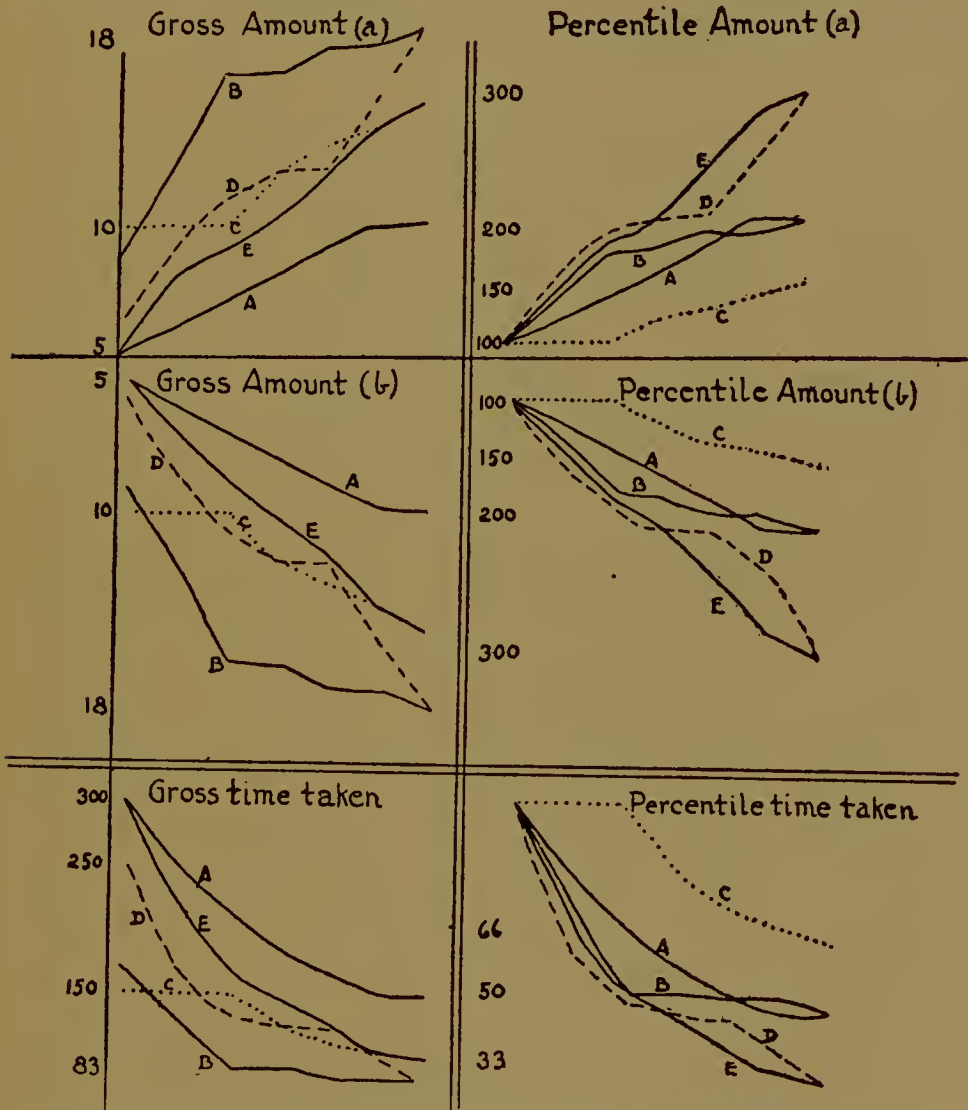 Gross Amount (a)
18
B
D
10
C
E
A
5
Percentile Amount (a)
300
E
D
200
B
A
150
C
100
Gross Amount (b)
5
A
D
10
C
E
B
18
Percentile Amount (b)
100
C
150
A
B
200
D
E
300
Gross time taken
300
250
A
D
E
150
C
B
83
Percentile time taken
C
66
A
50
B
D
33
E